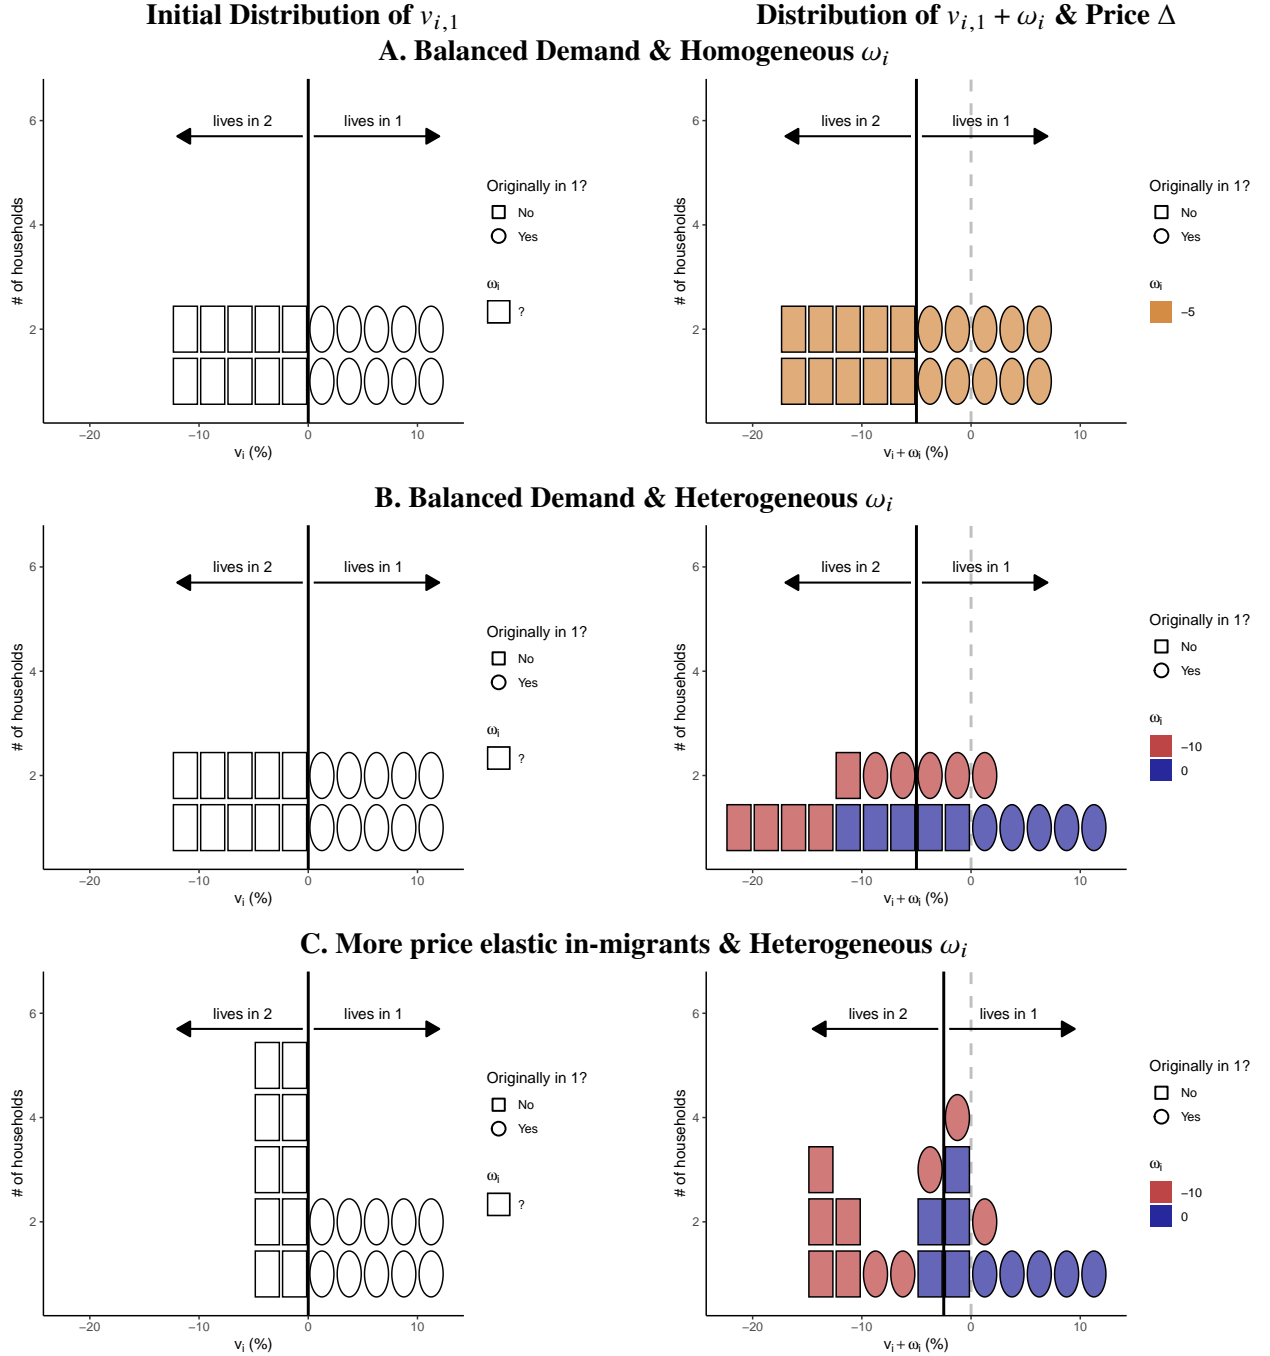 Initial Distribution of v_{i,1}
Distribution of v_{i,1} + ω_i & Price Δ
A. Balanced Demand & Homogeneous ω_i
# of households
6
4
2
lives in 2
lives in 1
−20
−10
0
10
v_i (%)
Originally in 1?
No
Yes
ω_i
?
# of households
6
4
2
lives in 2
lives in 1
−20
−10
0
10
v_i + ω_i (%)
Originally in 1?
No
Yes
ω_i
−5
B. Balanced Demand & Heterogeneous ω_i
# of households
6
4
2
lives in 2
lives in 1
−20
−10
0
10
v_i (%)
Originally in 1?
No
Yes
ω_i
?
# of households
6
4
2
lives in 2
lives in 1
−20
−10
0
10
v_i + ω_i (%)
Originally in 1?
No
Yes
ω_i
−10
0
C. More price elastic in-migrants & Heterogeneous ω_i
# of households
6
4
2
lives in 2
lives in 1
−20
−10
0
10
v_i (%)
Originally in 1?
No
Yes
ω_i
?
# of households
6
4
2
lives in 2
lives in 1
−20
−10
0
10
v_i + ω_i (%)
Originally in 1?
No
Yes
ω_i
−10
0